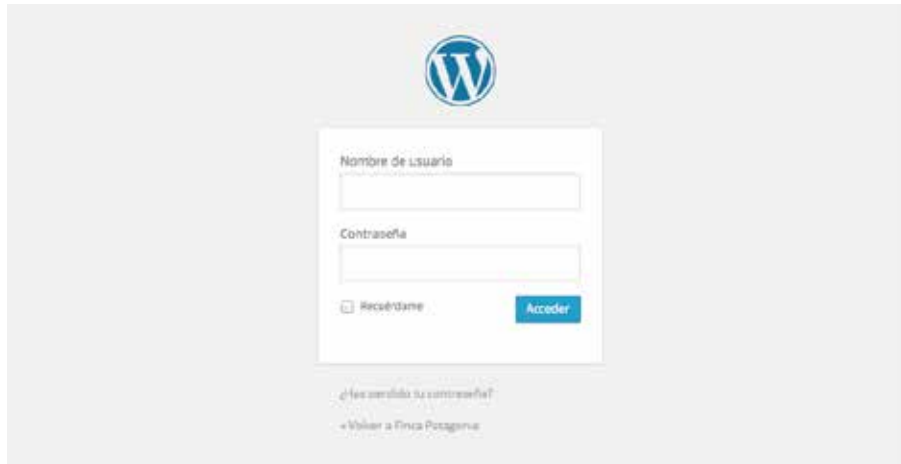 Nombre de usuario
Contraseña
Recuérdame
Acceder
¿Has perdido tu contraseña?
« Volver a Finca Patagonia